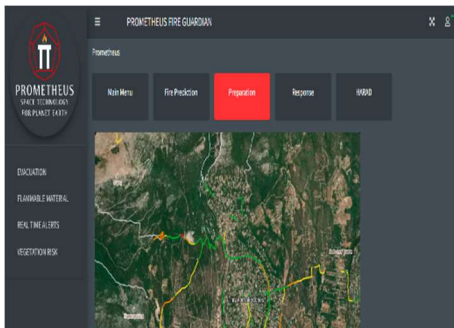 PROMETHEUS FIRE GUARDIAN
PROMETHEUS
SPACE TECHNOLOGY
FOR PLANET EARTH
Prometheus
Main Menu
Fire Prediction
Preparation
Response
HARAD
EVACUATION
FLAMMABLE MATERIAL
REAL TIME ALERTS
VEGETATION RISK